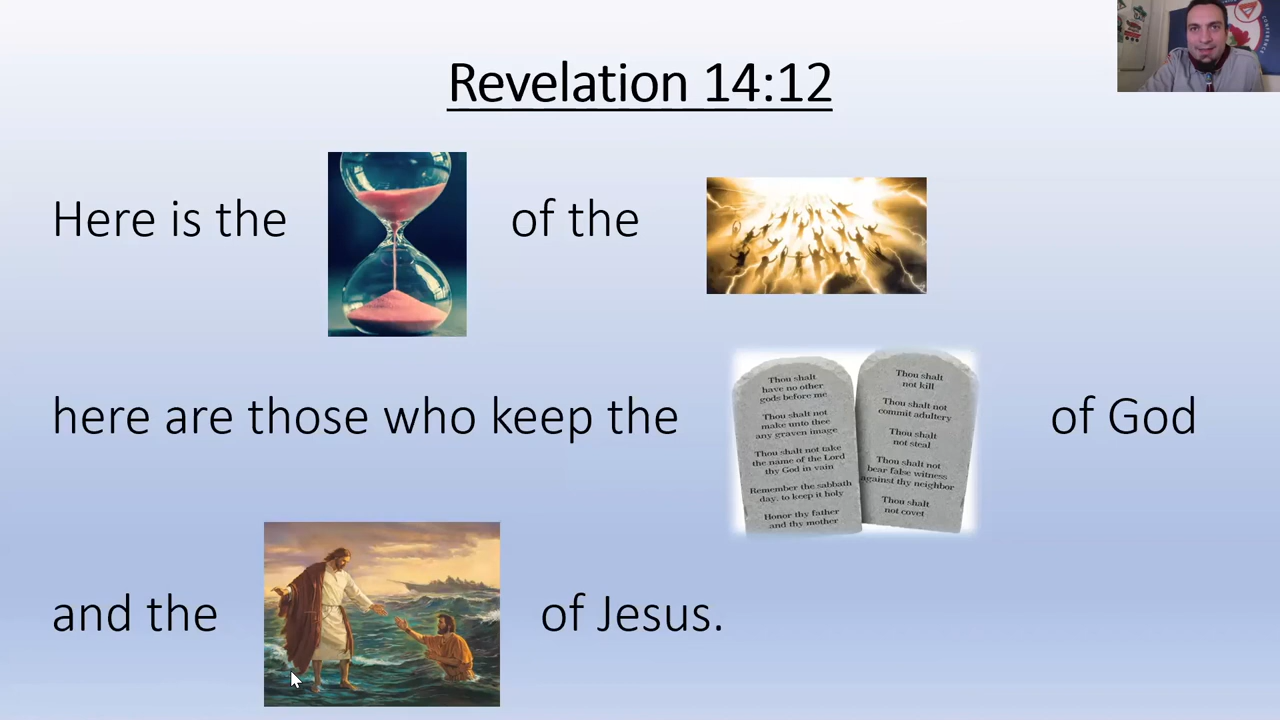 Revelation 14:12
Here is the of the
here are those who keep the of God
Thou shalt
have no other
gods before me
Thou shalt not
make unto thee
any graven image
Thou shalt not take
the name of the Lord
thy God in vain
Remember the sabbath
day, to keep it holy
Honor thy father
and thy mother
Thou shalt
not kill
Thou shalt not
commit adultery
Thou shalt
not steal
Thou shalt not
bear false witness
against thy neighbor
Thou shalt
not covet
and the of Jesus.